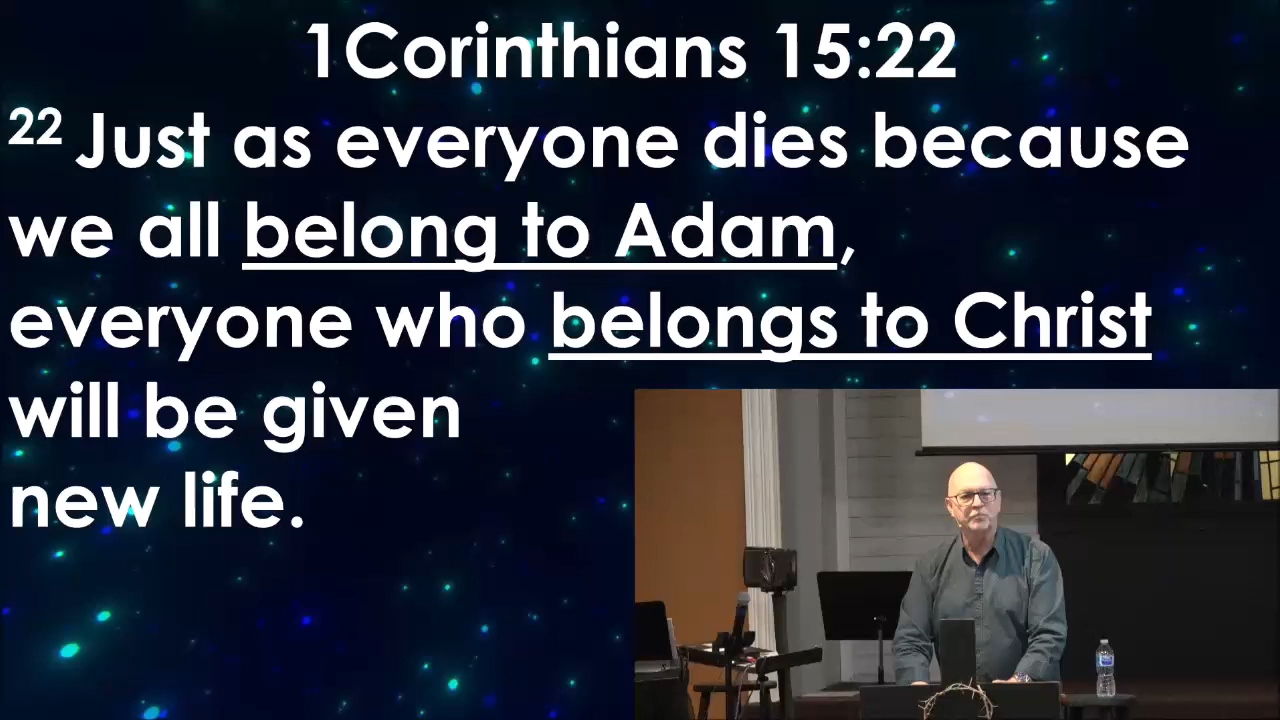 1Corinthians 15:22
22 Just as everyone dies because
we all belong to Adam,
everyone who belongs to Christ
will be given
new life.